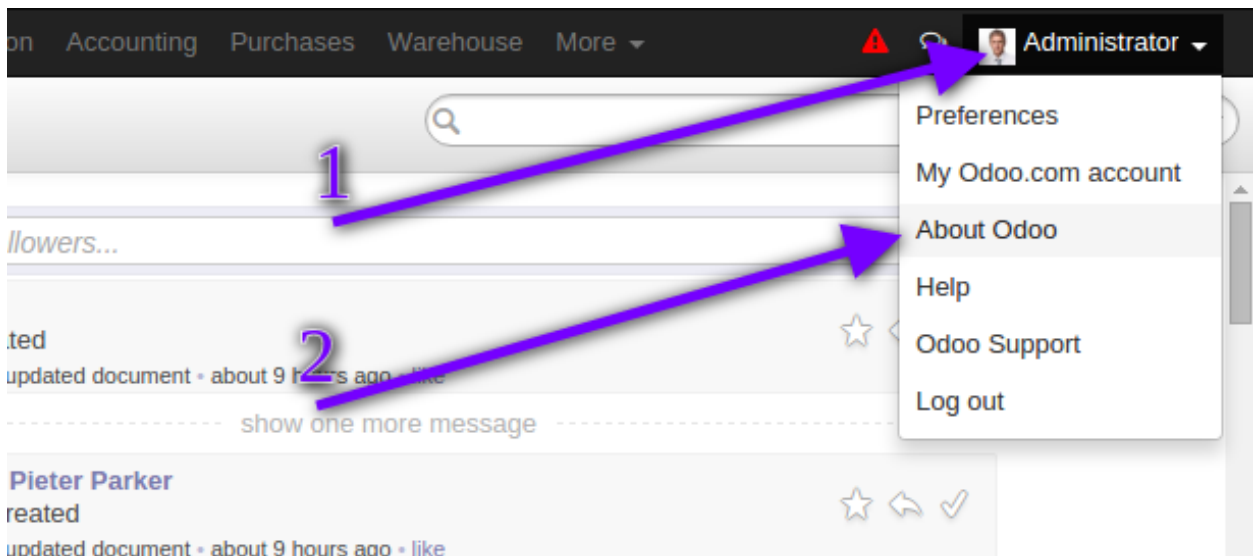 on Accounting Purchases Warehouse More Administrator
Preferences
My Odoo.com account
About Odoo
Help
Odoo Support
Log out
1
llowers...
2
ted
updated document • about 9 hours ago • like
show one more message
Pieter Parker
reated
updated document • about 9 hours ago • like